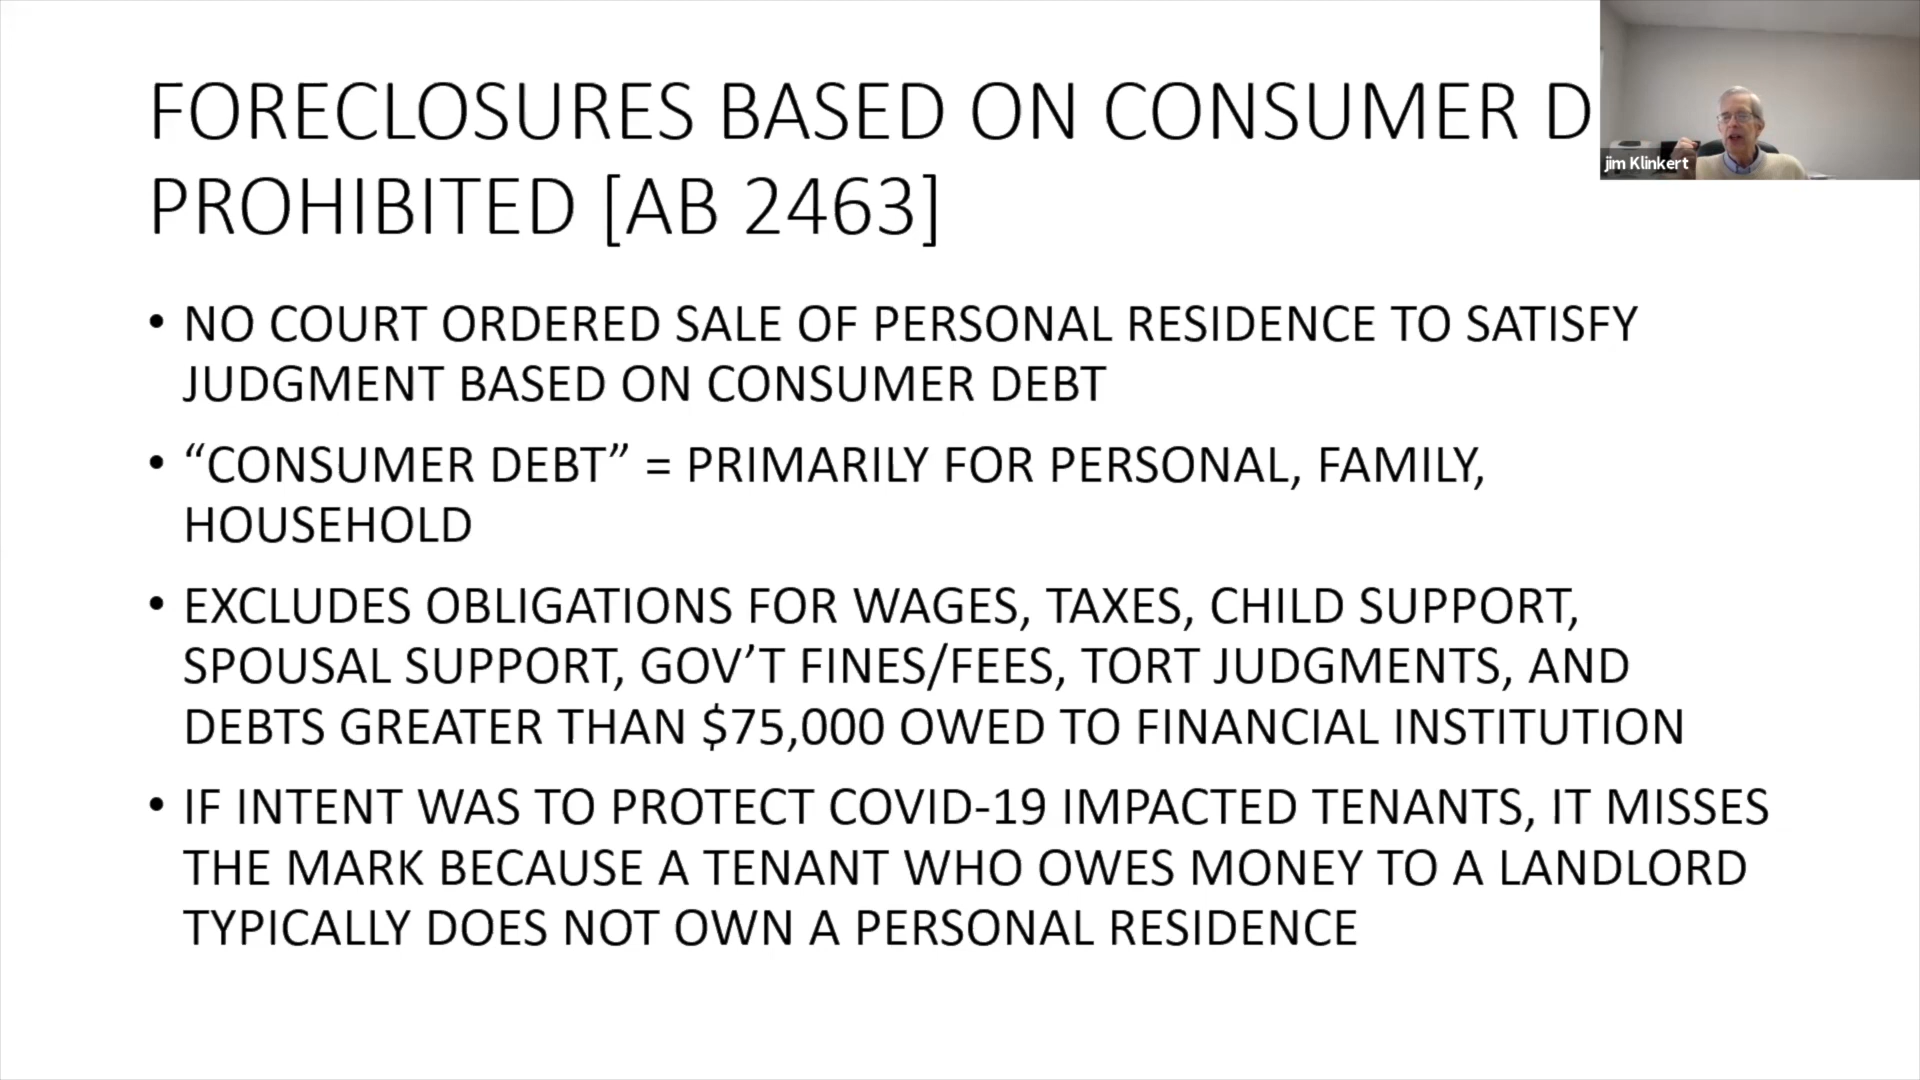 FORECLOSURES BASED ON CONSUMER D
PROHIBITED [AB 2463]
jim Klinkert
• NO COURT ORDERED SALE OF PERSONAL RESIDENCE TO SATISFY
JUDGMENT BASED ON CONSUMER DEBT
• “CONSUMER DEBT” = PRIMARILY FOR PERSONAL, FAMILY,
HOUSEHOLD
• EXCLUDES OBLIGATIONS FOR WAGES, TAXES, CHILD SUPPORT,
SPOUSAL SUPPORT, GOV’T FINES/FEES, TORT JUDGMENTS, AND
DEBTS GREATER THAN $75,000 OWED TO FINANCIAL INSTITUTION
• IF INTENT WAS TO PROTECT COVID-19 IMPACTED TENANTS, IT MISSES
THE MARK BECAUSE A TENANT WHO OWES MONEY TO A LANDLORD
TYPICALLY DOES NOT OWN A PERSONAL RESIDENCE